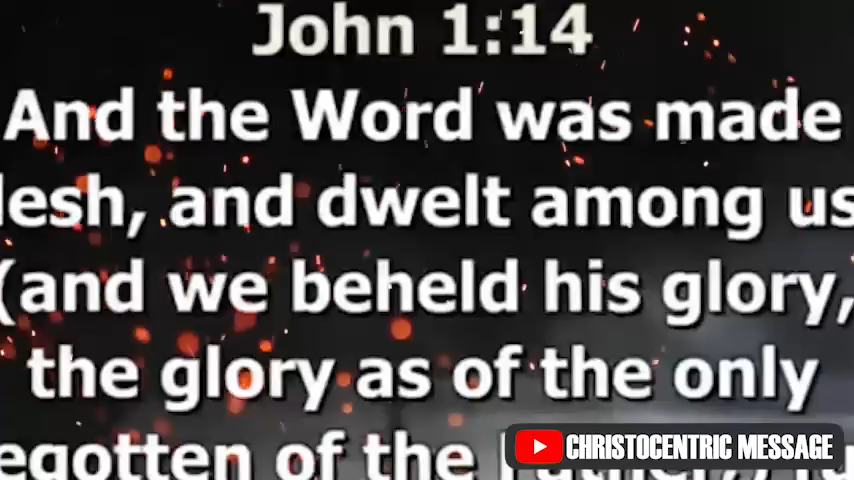 John 1:14
And the Word was made
lesh, and dwelt among us
(and we beheld his glory,
the glory as of the only
egotten of the
CHRISTOCENTRIC MESSAGE